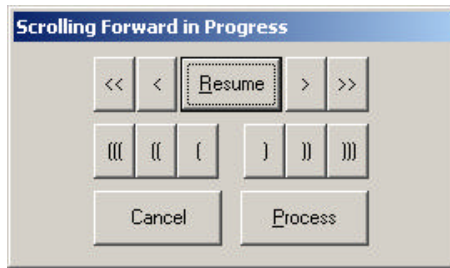 Scrolling Forward in Progress
<< < Resume > >>
((( (( ( ) )) )))
Cancel Process